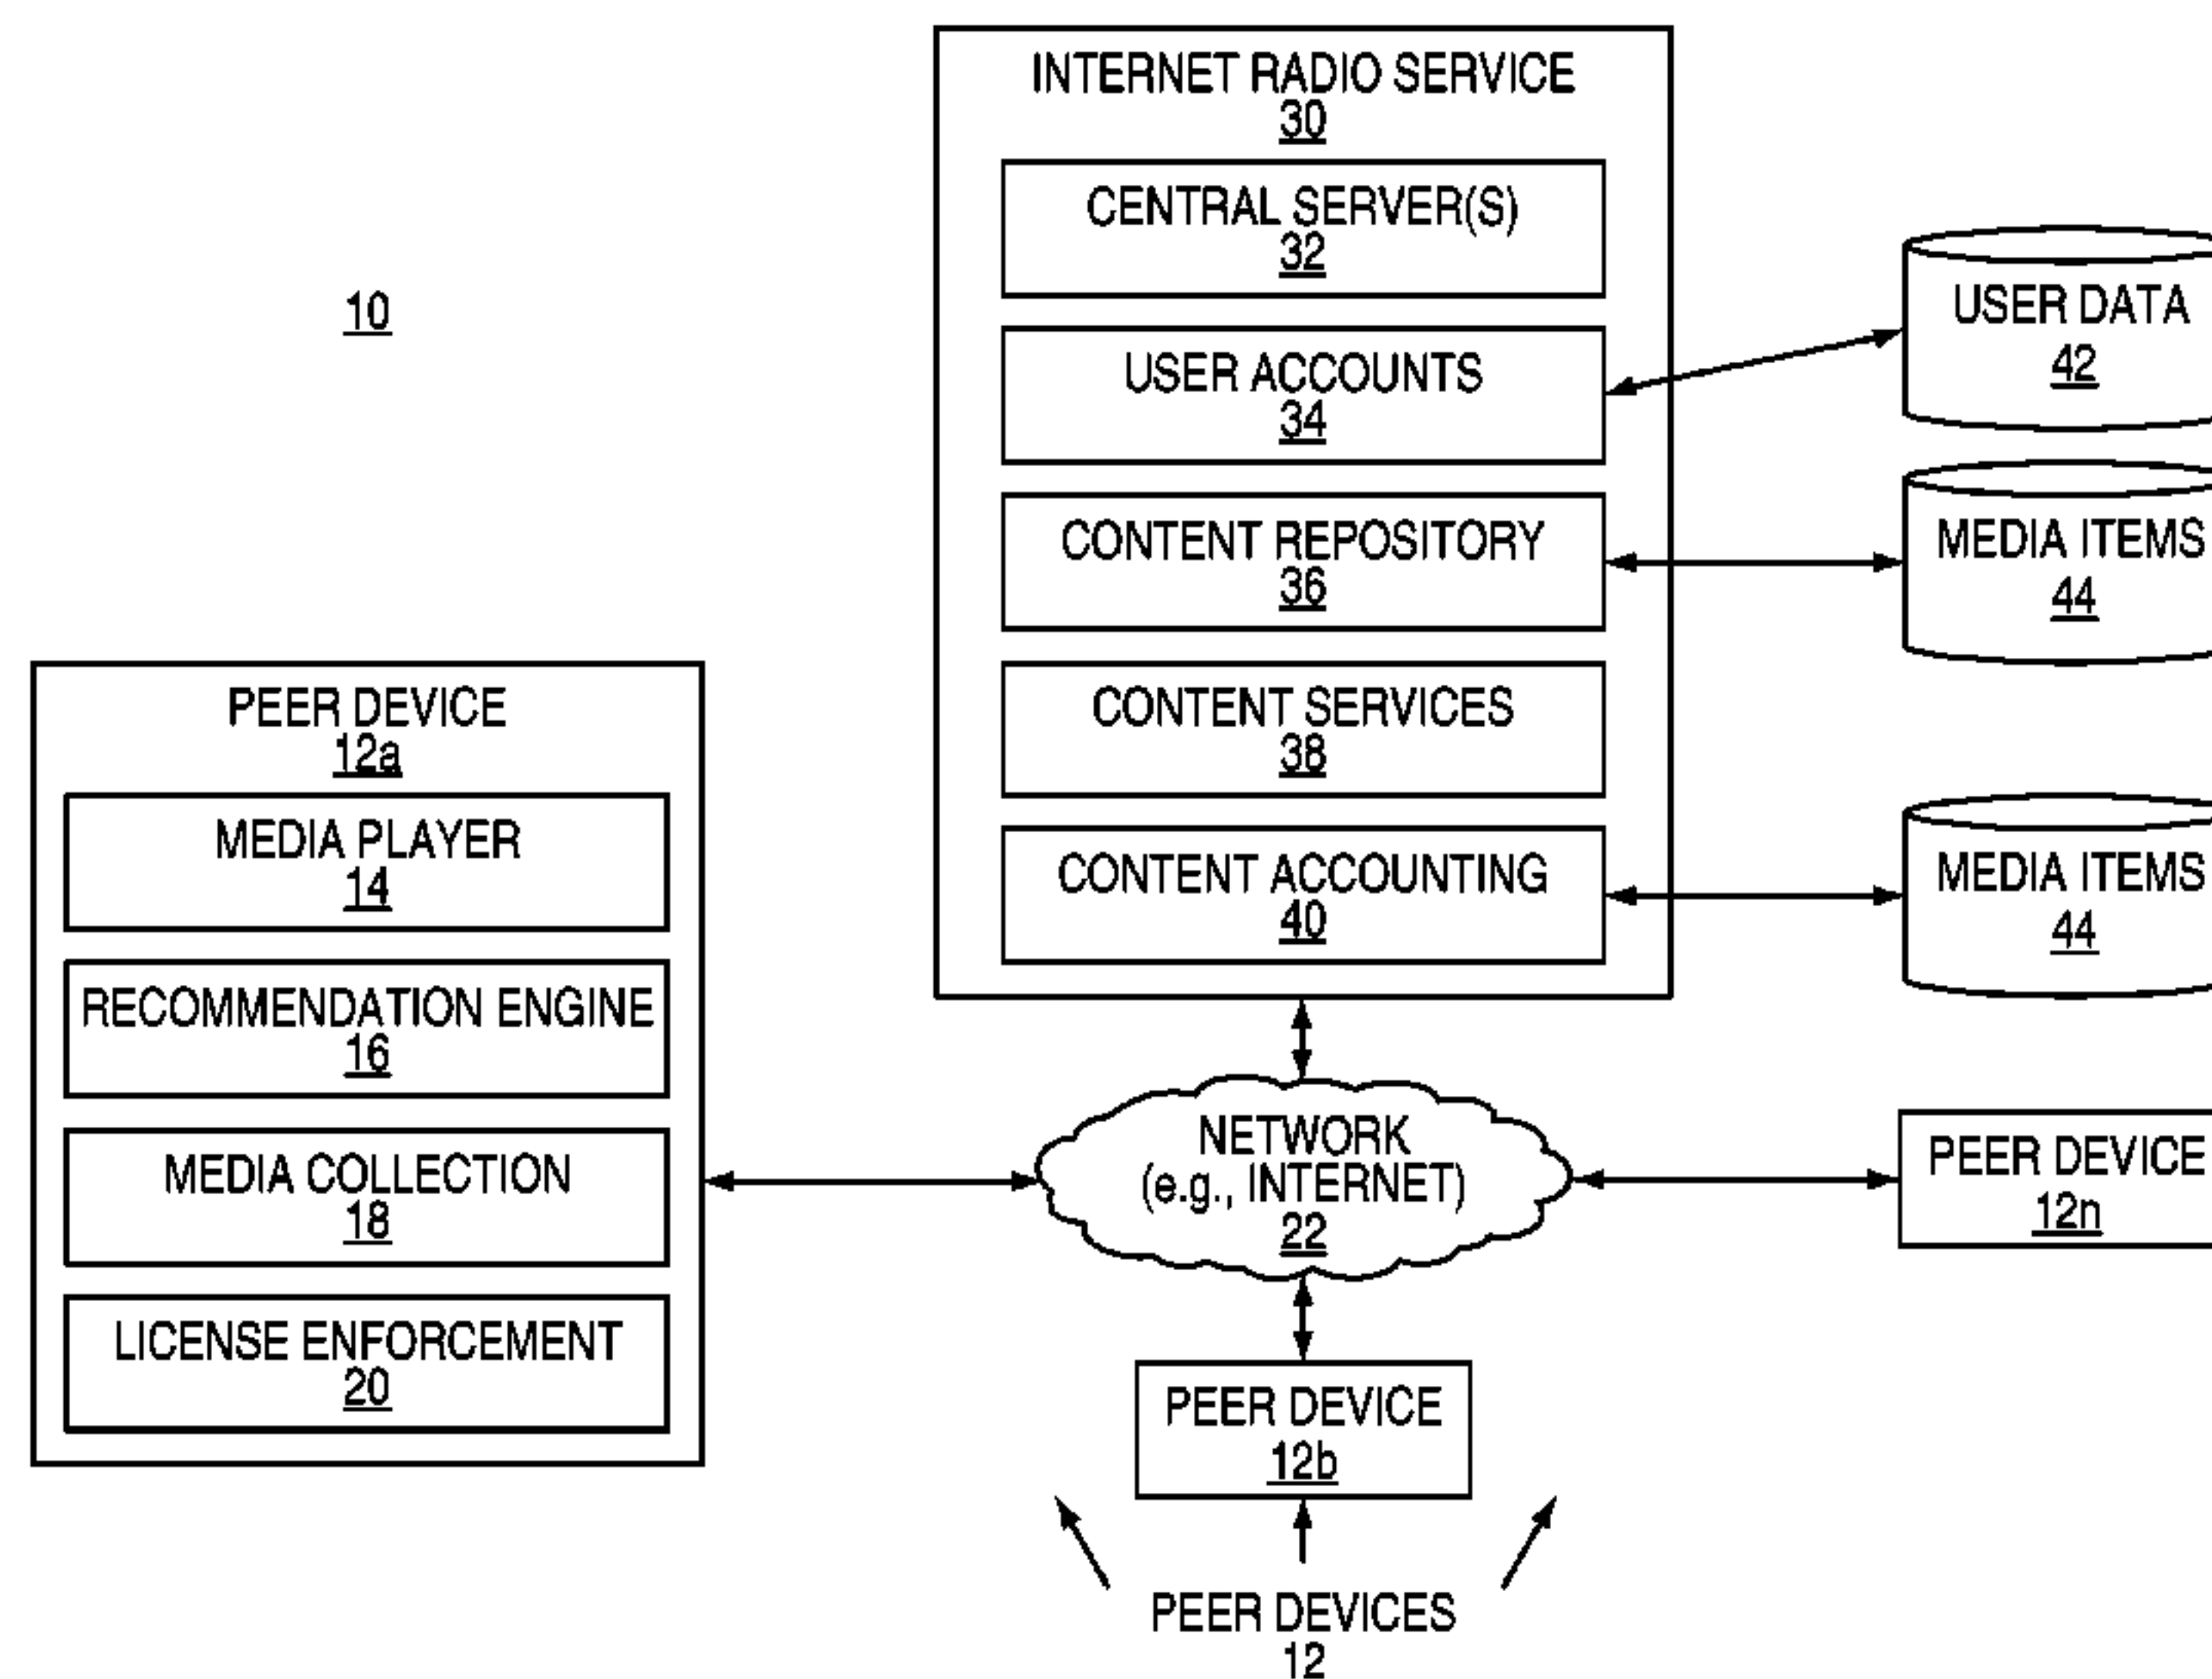 10
INTERNET RADIO SERVICE
30
CENTRAL SERVER(S)
32
USER ACCOUNTS
34
CONTENT REPOSITORY
36
CONTENT SERVICES
38
CONTENT ACCOUNTING
40
USER DATA
42
MEDIA ITEMS
44
MEDIA ITEMS
44
PEER DEVICE
12a
MEDIA PLAYER
14
RECOMMENDATION ENGINE
16
MEDIA COLLECTION
18
LICENSE ENFORCEMENT
20
NETWORK
(e.g., INTERNET)
22
PEER DEVICE
12n
PEER DEVICE
12b
PEER DEVICES
12